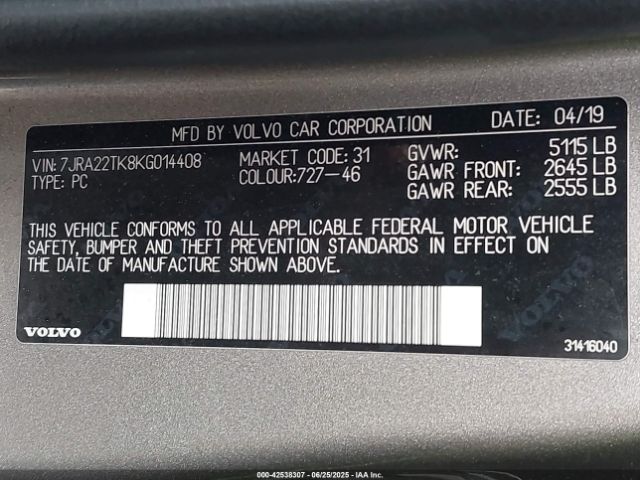 MFD BY VOLVO CAR CORPORATION
DATE: 04/19
VIN: 7JRA22TK8KG014408
MARKET CODE: 31
GVWR: 5115 LB
TYPE: PC
COLOUR:727-46
GAWR FRONT: 2645 LB
GAWR REAR: 2555 LB
THIS VEHICLE CONFORMS TO ALL APPLICABLE FEDERAL MOTOR VEHICLE
SAFETY, BUMPER AND THEFT PREVENTION STANDARDS IN EFFECT ON
THE DATE OF MANUFACTURE SHOWN ABOVE.
VOLVO
31416040
000-42538307 - 06/25/2025 - IAA Inc.